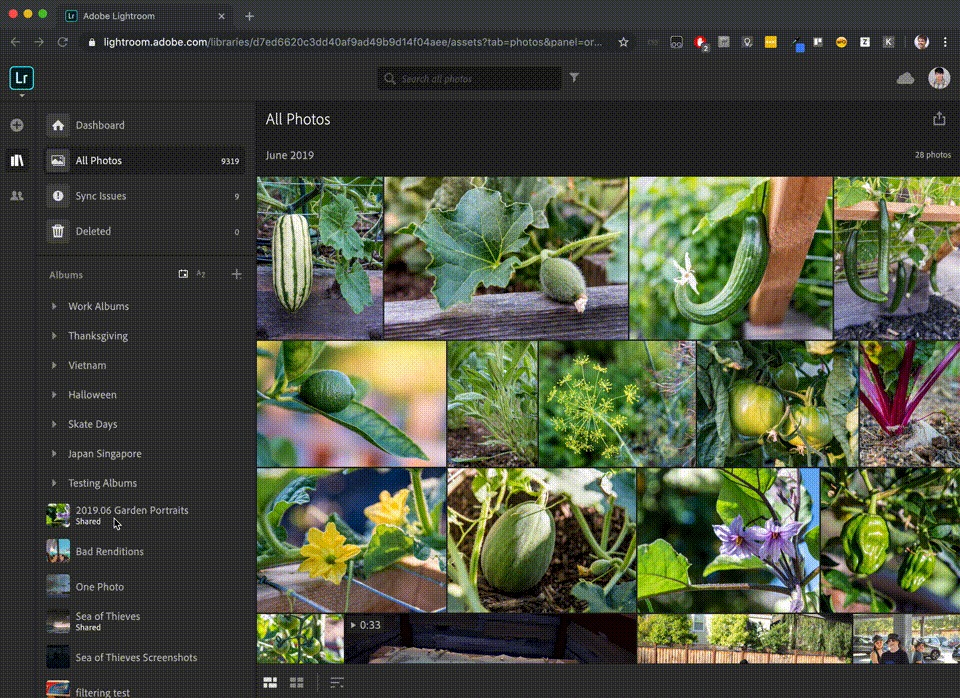 Lr Adobe Lightroom
lightroom.adobe.com/libraries/d7ed6620c3dd40af9ad49b9d14f04aee/assets?tab=photos&panel=or...
Lr
Search all photos
Dashboard
All Photos 9319
Sync Issues 9
Deleted 0
Albums
Work Albums
Thanksgiving
Vietnam
Halloween
Skate Days
Japan Singapore
Testing Albums
2019.06 Garden Portraits
Shared
Bad Renditions
One Photo
Sea of Thieves
Shared
Sea of Thieves Screenshots
filtering test
All Photos
June 2019 28 photos
0:33